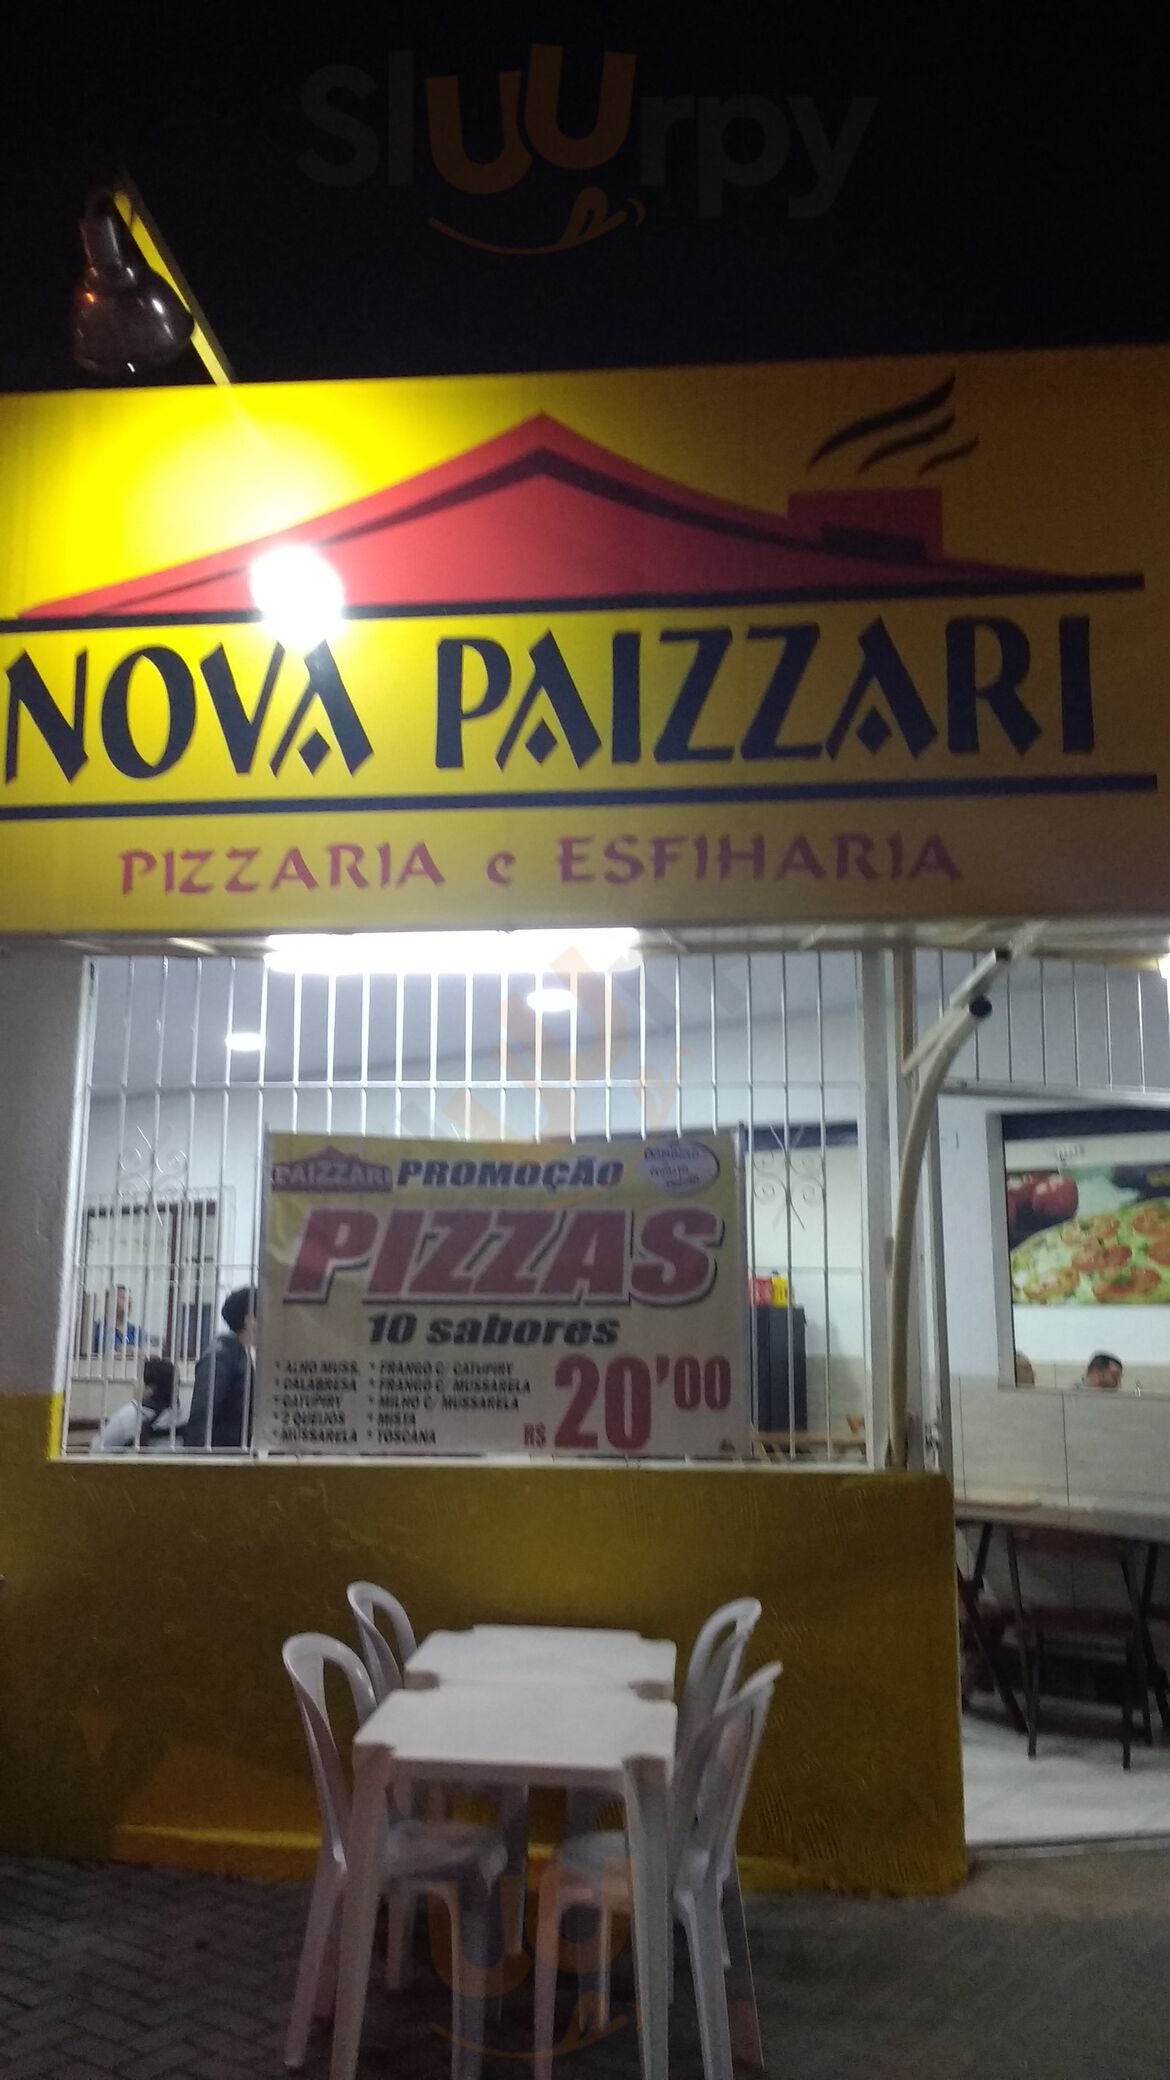 Sluurpy
NOVA PAIZZARI
PIZZARIA e ESFIHARIA
PAIZZARI PROMOÇÃO
PIZZAS
10 sabores
* ALHO MUSS. * FRANGO C/ CATUPIRY
* CALABRESA * FRANGO C/ MUSSARELA
* CATUPIRY * MILHO C/ MUSSARELA
* 2 QUEIJOS * MISTA
* MUSSARELA * TOSCANA
R$ 20'00